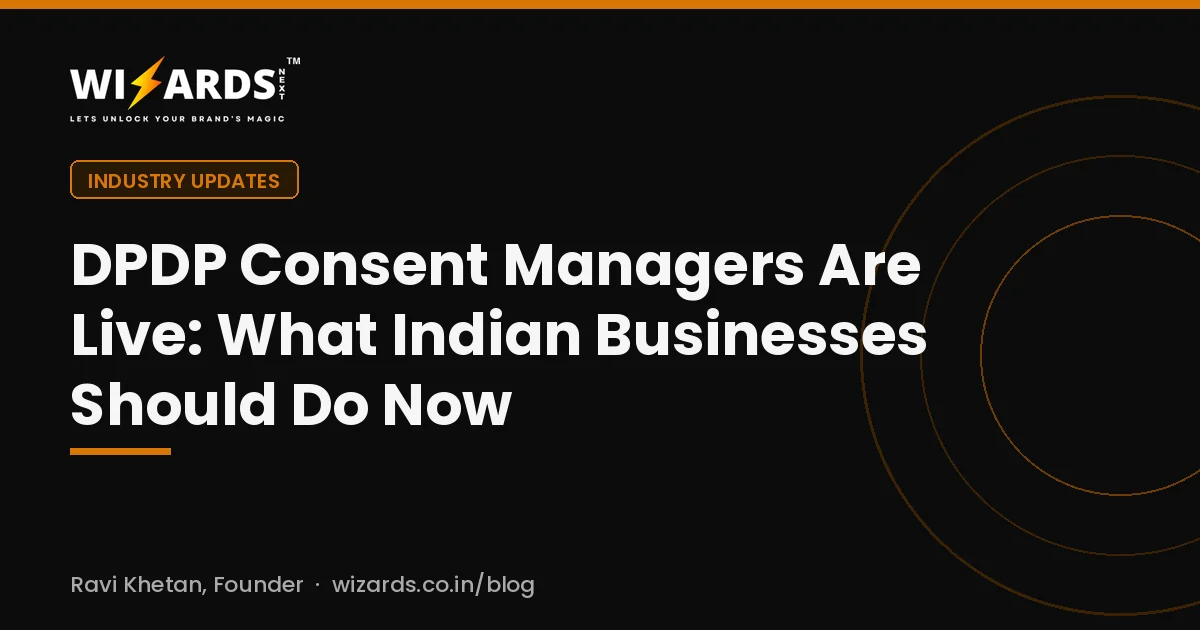 WIZARDS NEXT TM
LETS UNLOCK YOUR BRAND'S MAGIC
INDUSTRY UPDATES
DPDP Consent Managers Are
Live: What Indian Businesses
Should Do Now
Ravi Khetan, Founder · wizards.co.in/blog